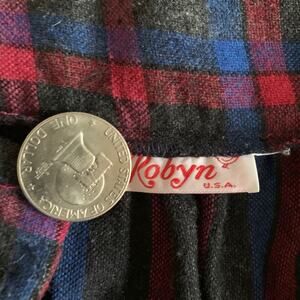 UNITED STATES OF AMERICA
ONE DOLLAR
Robyn
U.S.A.